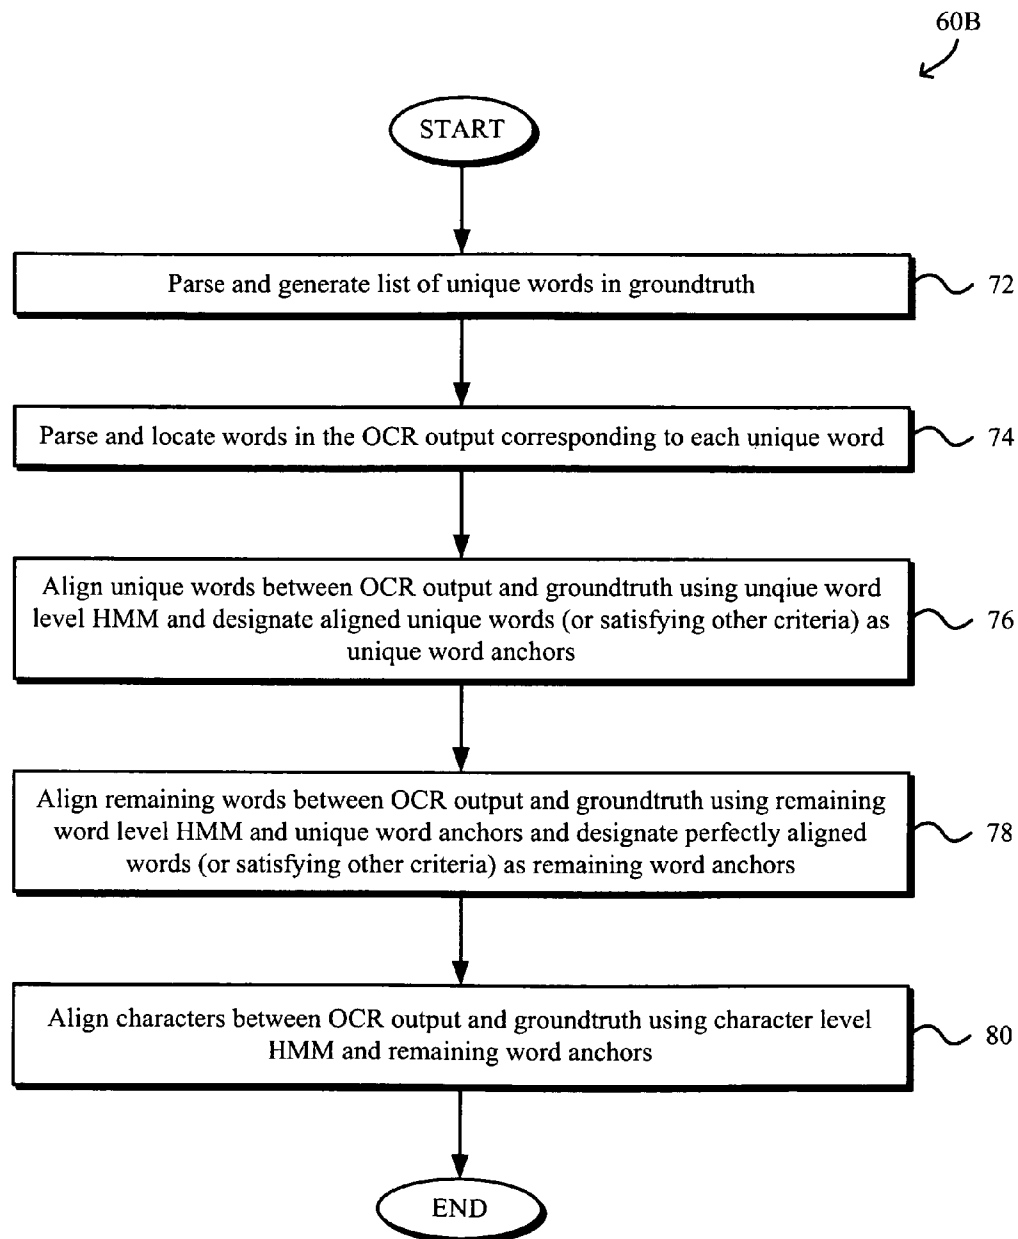 60B
START
Parse and generate list of unique words in groundtruth
72
Parse and locate words in the OCR output corresponding to each unique word
74
Align unique words between OCR output and groundtruth using unqiue word
level HMM and designate aligned unique words (or satisfying other criteria) as
unique word anchors
76
Align remaining words between OCR output and groundtruth using remaining
word level HMM and unique word anchors and designate perfectly aligned
words (or satisfying other criteria) as remaining word anchors
78
Align characters between OCR output and groundtruth using character level
HMM and remaining word anchors
80
END